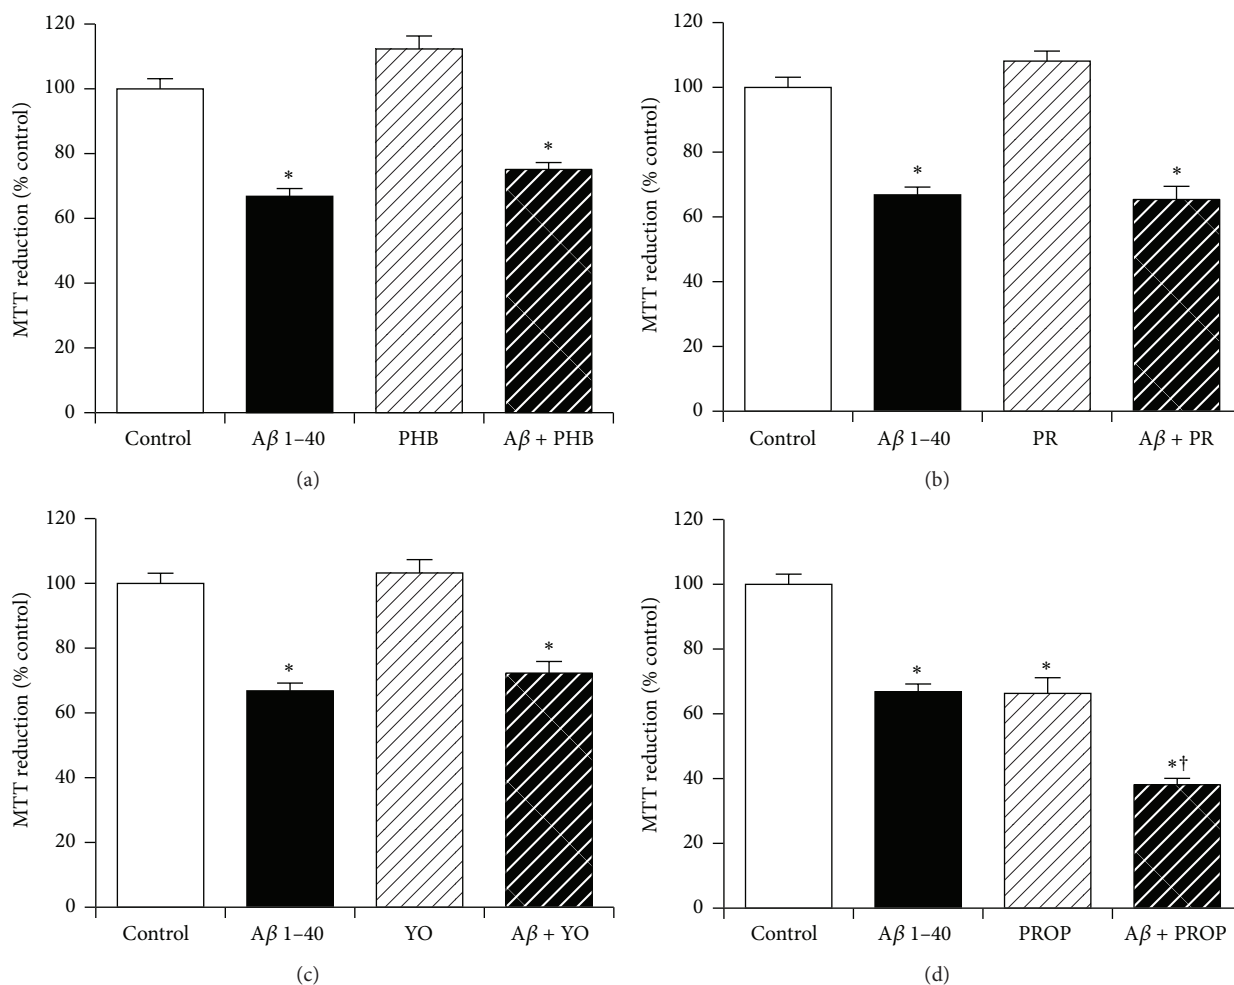 120
100
80
60
40
20
0
MTT reduction (% control)
*
*
Control
Aβ 1–40
PHB
Aβ + PHB
(a)
120
100
80
60
40
20
0
MTT reduction (% control)
*
*
Control
Aβ 1–40
PR
Aβ + PR
(b)
120
100
80
60
40
20
0
MTT reduction (% control)
*
*
Control
Aβ 1–40
YO
Aβ + YO
(c)
120
100
80
60
40
20
0
MTT reduction (% control)
*
*
*†
Control
Aβ 1–40
PROP
Aβ + PROP
(d)